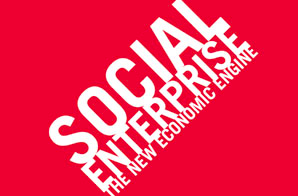 SOCIAL
ENTERPRISE
THE NEW ECONOMIC ENGINE